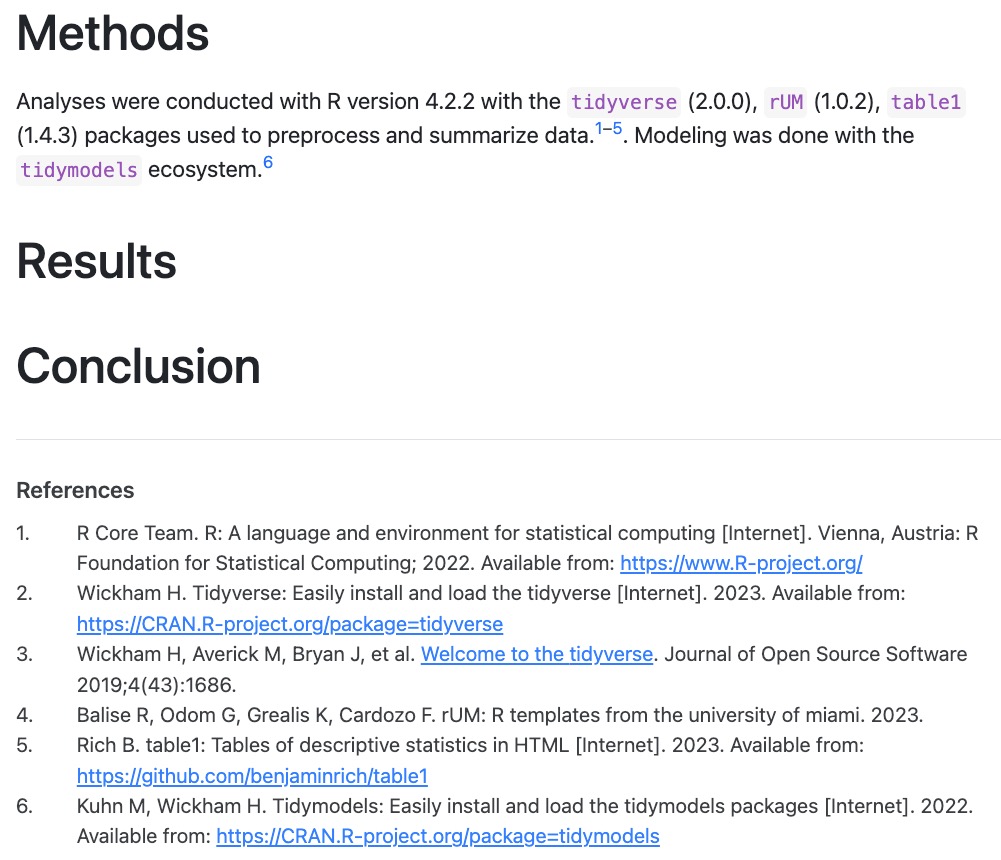 Methods
Analyses were conducted with R version 4.2.2 with the tidyverse (2.0.0), rUM (1.0.2), table1
(1.4.3) packages used to preprocess and summarize data.1–5. Modeling was done with the
tidymodels ecosystem.6
Results
Conclusion
References
1. R Core Team. R: A language and environment for statistical computing [Internet]. Vienna, Austria: R
Foundation for Statistical Computing; 2022. Available from: https://www.R-project.org/
2. Wickham H. Tidyverse: Easily install and load the tidyverse [Internet]. 2023. Available from:
https://CRAN.R-project.org/package=tidyverse
3. Wickham H, Averick M, Bryan J, et al. Welcome to the tidyverse. Journal of Open Source Software
2019;4(43):1686.
4. Balise R, Odom G, Grealis K, Cardozo F. rUM: R templates from the university of miami. 2023.
5. Rich B. table1: Tables of descriptive statistics in HTML [Internet]. 2023. Available from:
https://github.com/benjaminrich/table1
6. Kuhn M, Wickham H. Tidymodels: Easily install and load the tidymodels packages [Internet]. 2022.
Available from: https://CRAN.R-project.org/package=tidymodels